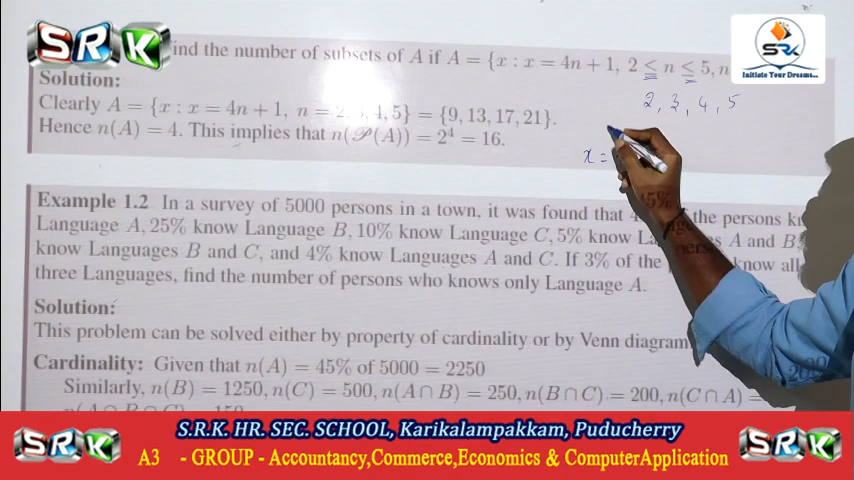 SRK
ind the number of subsets of A if A = {x : x = 4n + 1, 2 ≤ n ≤ 5, n
SRK
Initiate Your Dreams...
Solution:
2, 3, 4, 5
Clearly A = {x : x = 4n + 1, n = 2, 3, 4, 5} = {9, 13, 17, 21}.
Hence n(A) = 4. This implies that n(𝒫(A)) = 2⁴ = 16.
x =
Example 1.2 In a survey of 5000 persons in a town, it was found that 45% the persons kn
Language A, 25% know Language B, 10% know Language C, 5% know La es A and B
know Languages B and C, and 4% know Languages A and C. If 3% of the know all
three Languages, find the number of persons who knows only Language A.
Solution:
This problem can be solved either by property of cardinality or by Venn diagram
Cardinality: Given that n(A) = 45% of 5000 = 2250
Similarly, n(B) = 1250, n(C) = 500, n(A ∩ B) = 250, n(B ∩ C) = 200, n(C ∩ A) =
n(A ∩ B ∩ C) = 150
SRK
S.R.K. HR. SEC. SCHOOL, Karikalampakkam, Puducherry
A3 - GROUP - Accountancy,Commerce,Economics & ComputerApplication
SRK